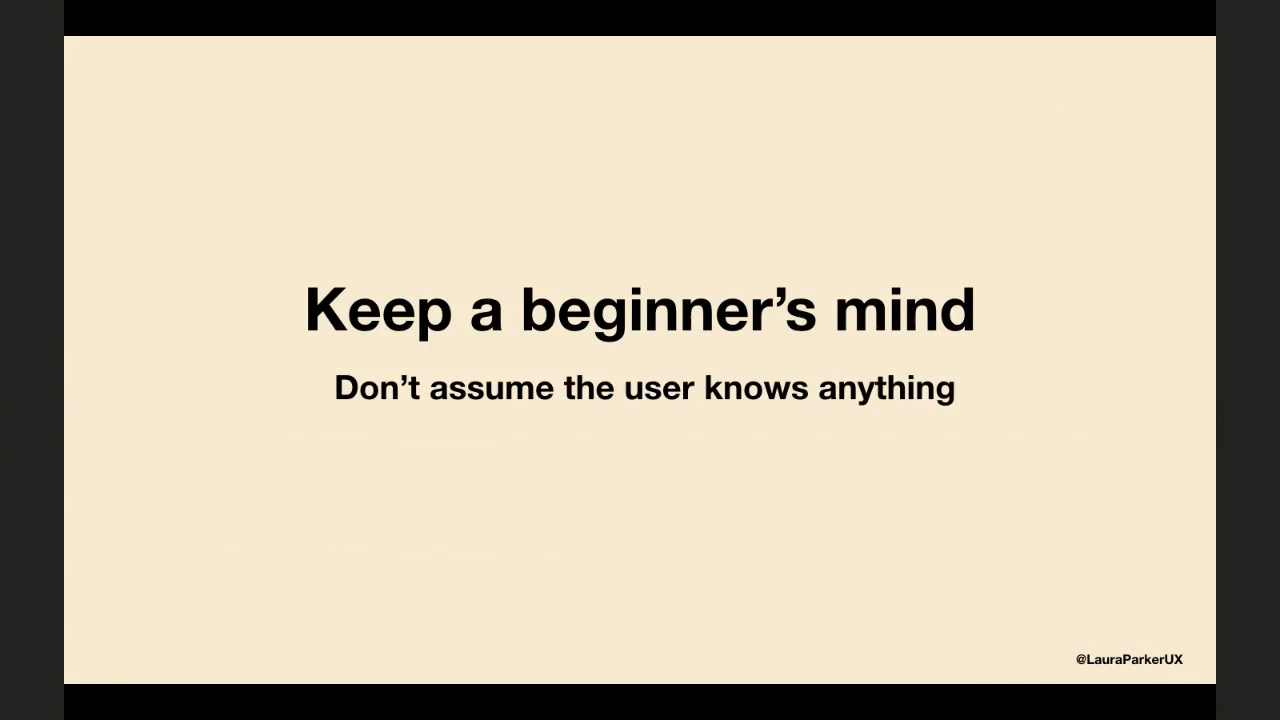 Keep a beginner’s mind
Don’t assume the user knows anything
@LauraParkerUX